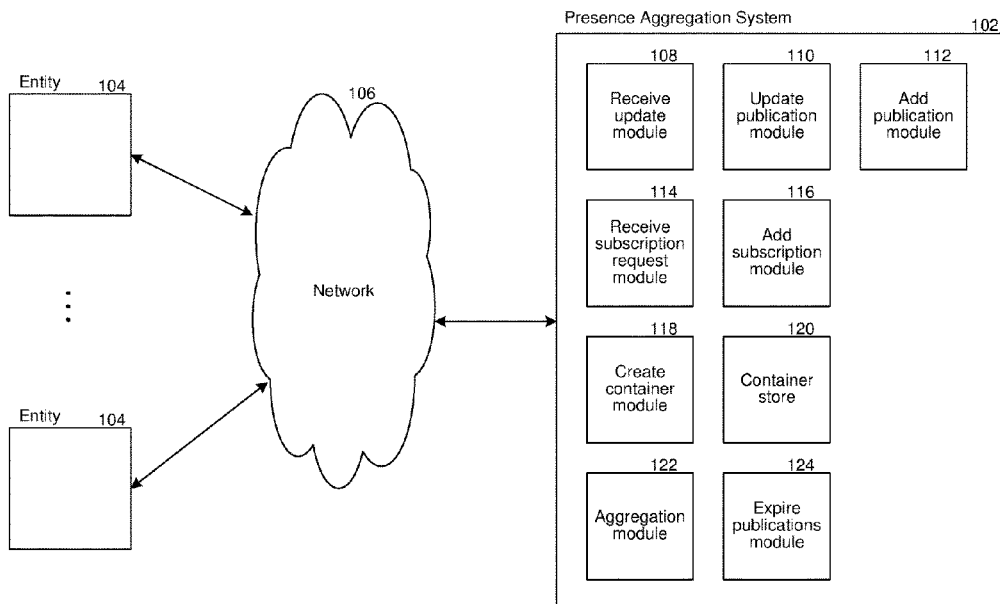 Presence Aggregation System
102
Entity
104
106
Network
Entity
104
108
Receive
update
module
110
Update
publication
module
112
Add
publication
module
114
Receive
subscription
request
module
116
Add
subscription
module
118
Create
container
module
120
Container
store
122
Aggregation
module
124
Expire
publications
module